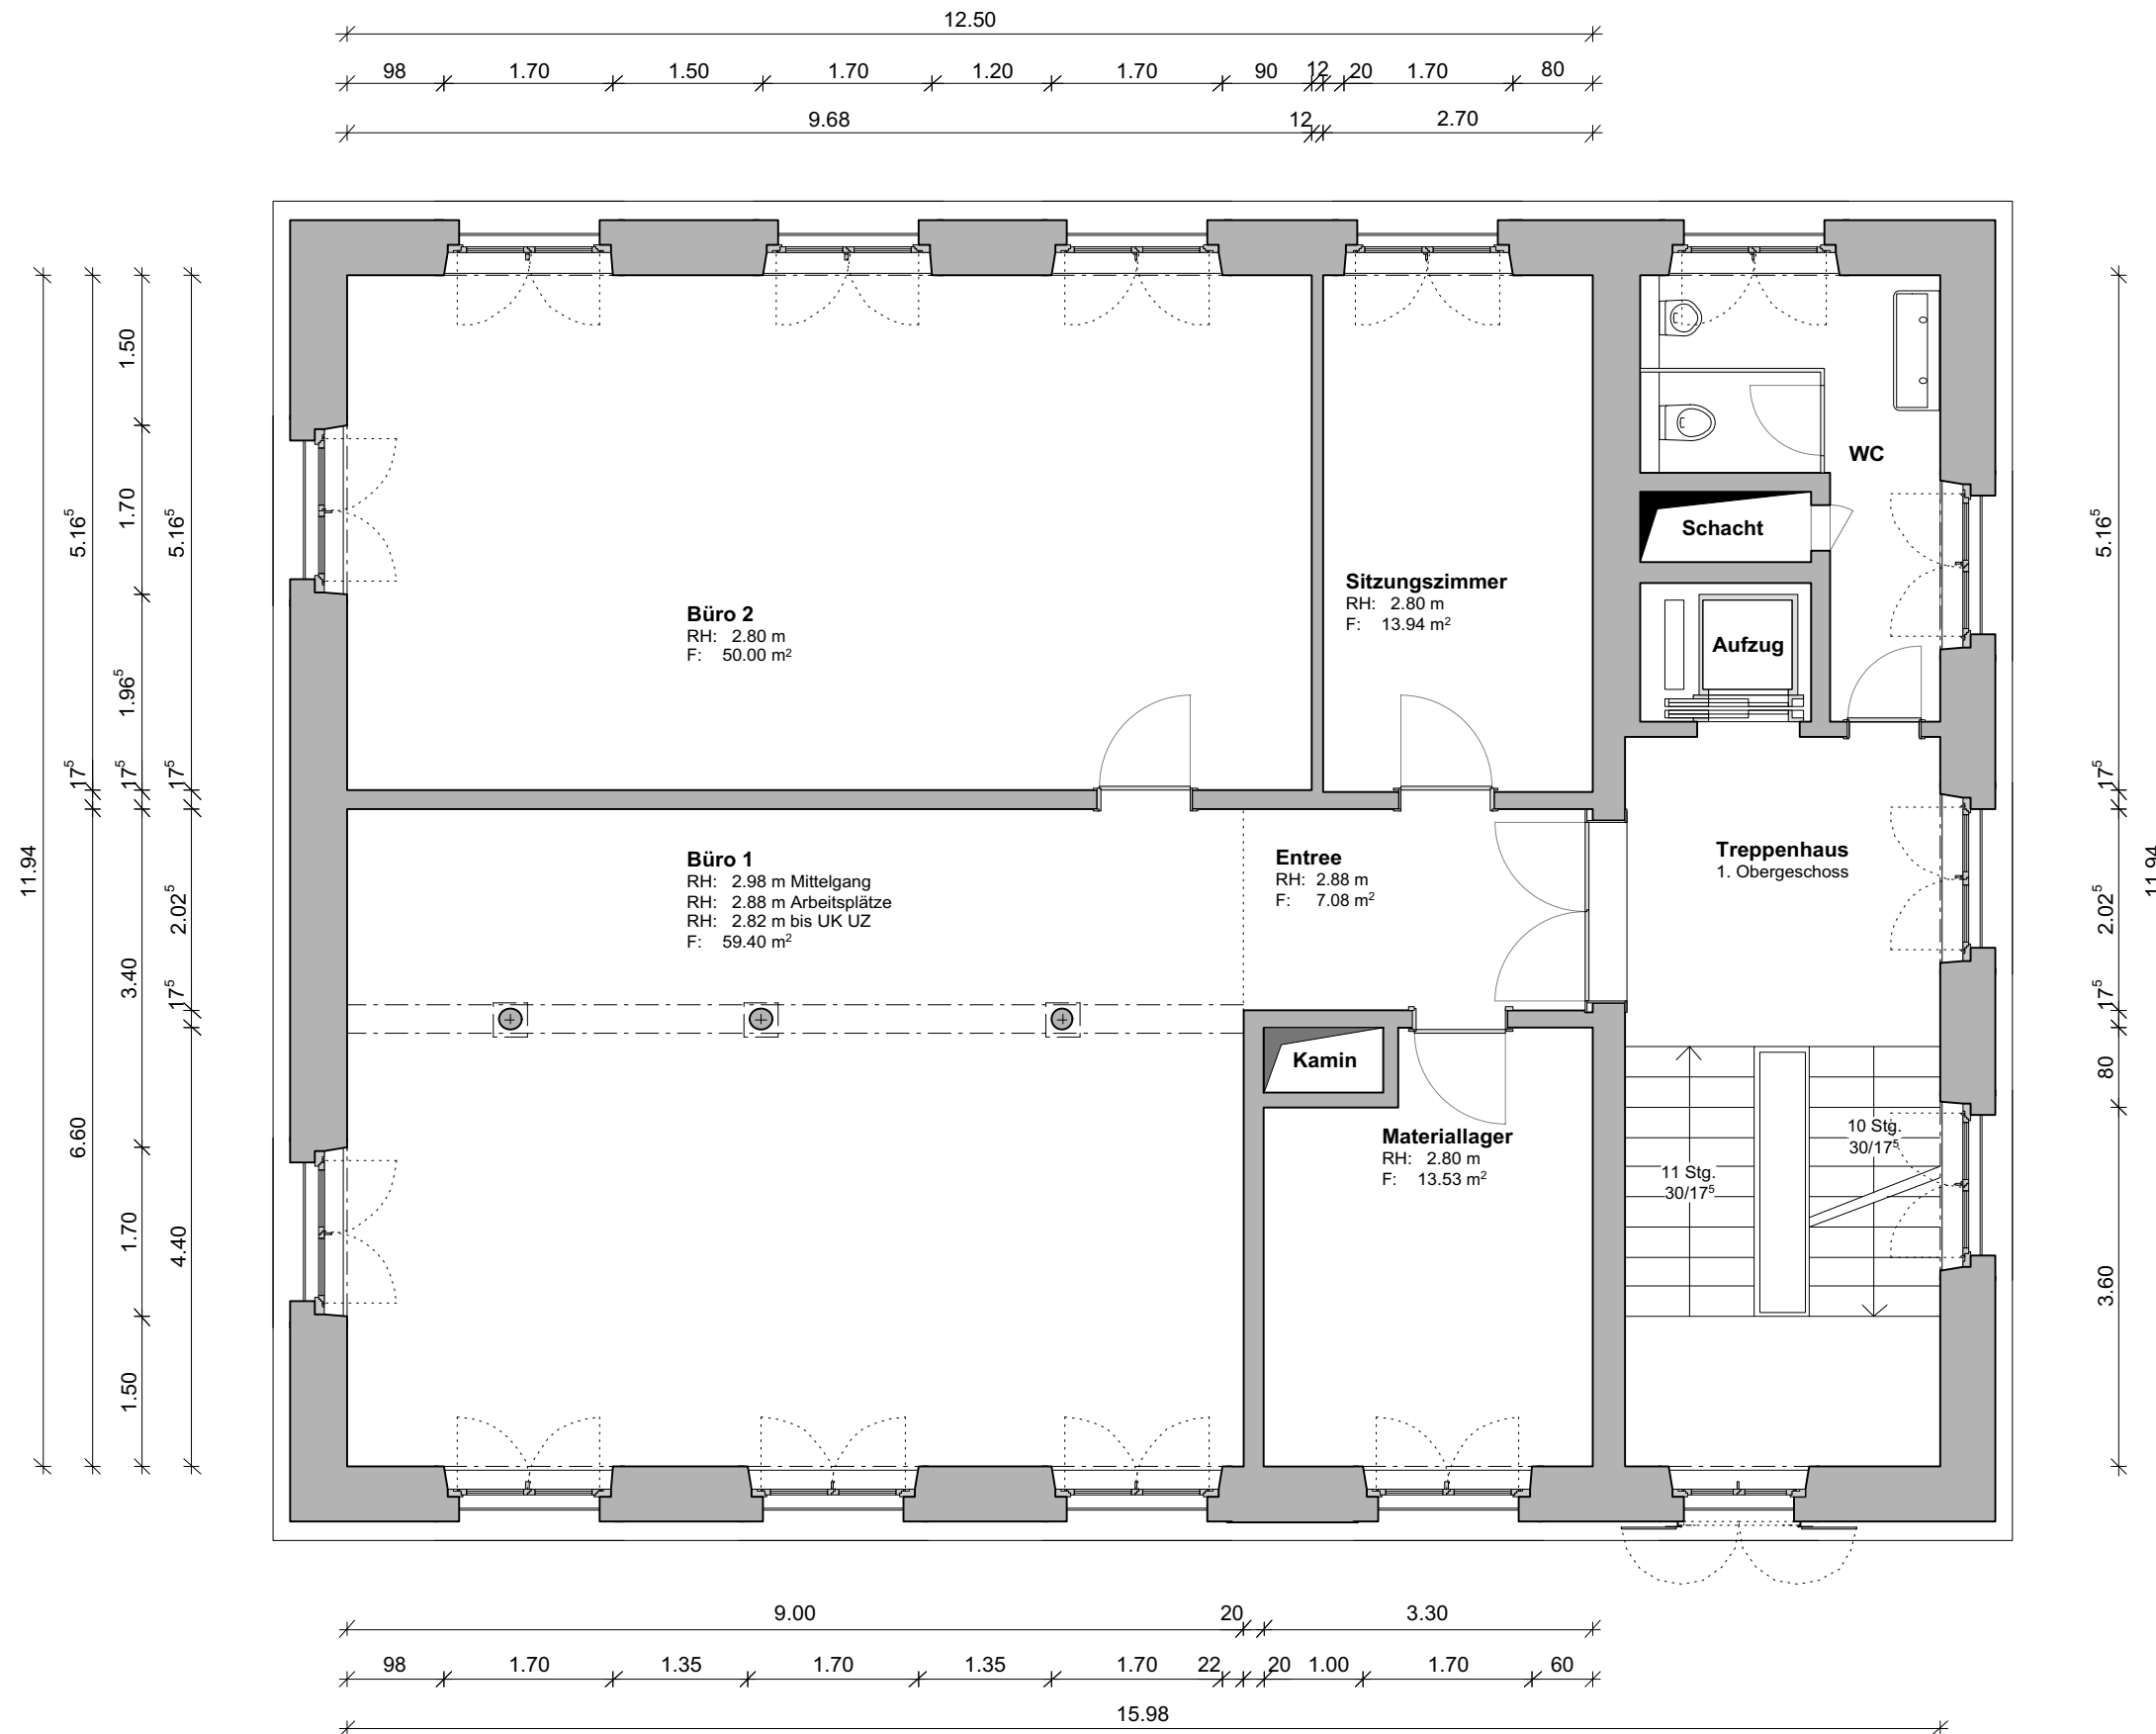 12.50
98 1.70 1.50 1.70 1.20 1.70 90 12 20 1.70 80
9.68 12 2.70
11.94
5.16⁵ 17⁵ 6.60
1.50 1.70 1.96⁵ 17⁵ 3.40 1.70 1.50
5.16⁵ 17⁵ 2.02⁵ 17⁵ 4.40
Büro 2
RH: 2.80 m
F: 50.00 m²
Sitzungszimmer
RH: 2.80 m
F: 13.94 m²
WC
Schacht
Aufzug
Büro 1
RH: 2.98 m Mittelgang
RH: 2.88 m Arbeitsplätze
RH: 2.82 m bis UK UZ
F: 59.40 m²
Entree
RH: 2.88 m
F: 7.08 m²
Treppenhaus
1. Obergeschoss
Kamin
Materiallager
RH: 2.80 m
F: 13.53 m²
11 Stg.
30/17⁵
10 Stg.
30/17⁵
5.16⁵ 17⁵ 2.02⁵ 17⁵ 80 3.60
11.94
9.00 20 3.30
98 1.70 1.35 1.70 1.35 1.70 22 20 1.00 1.70 60
15.98